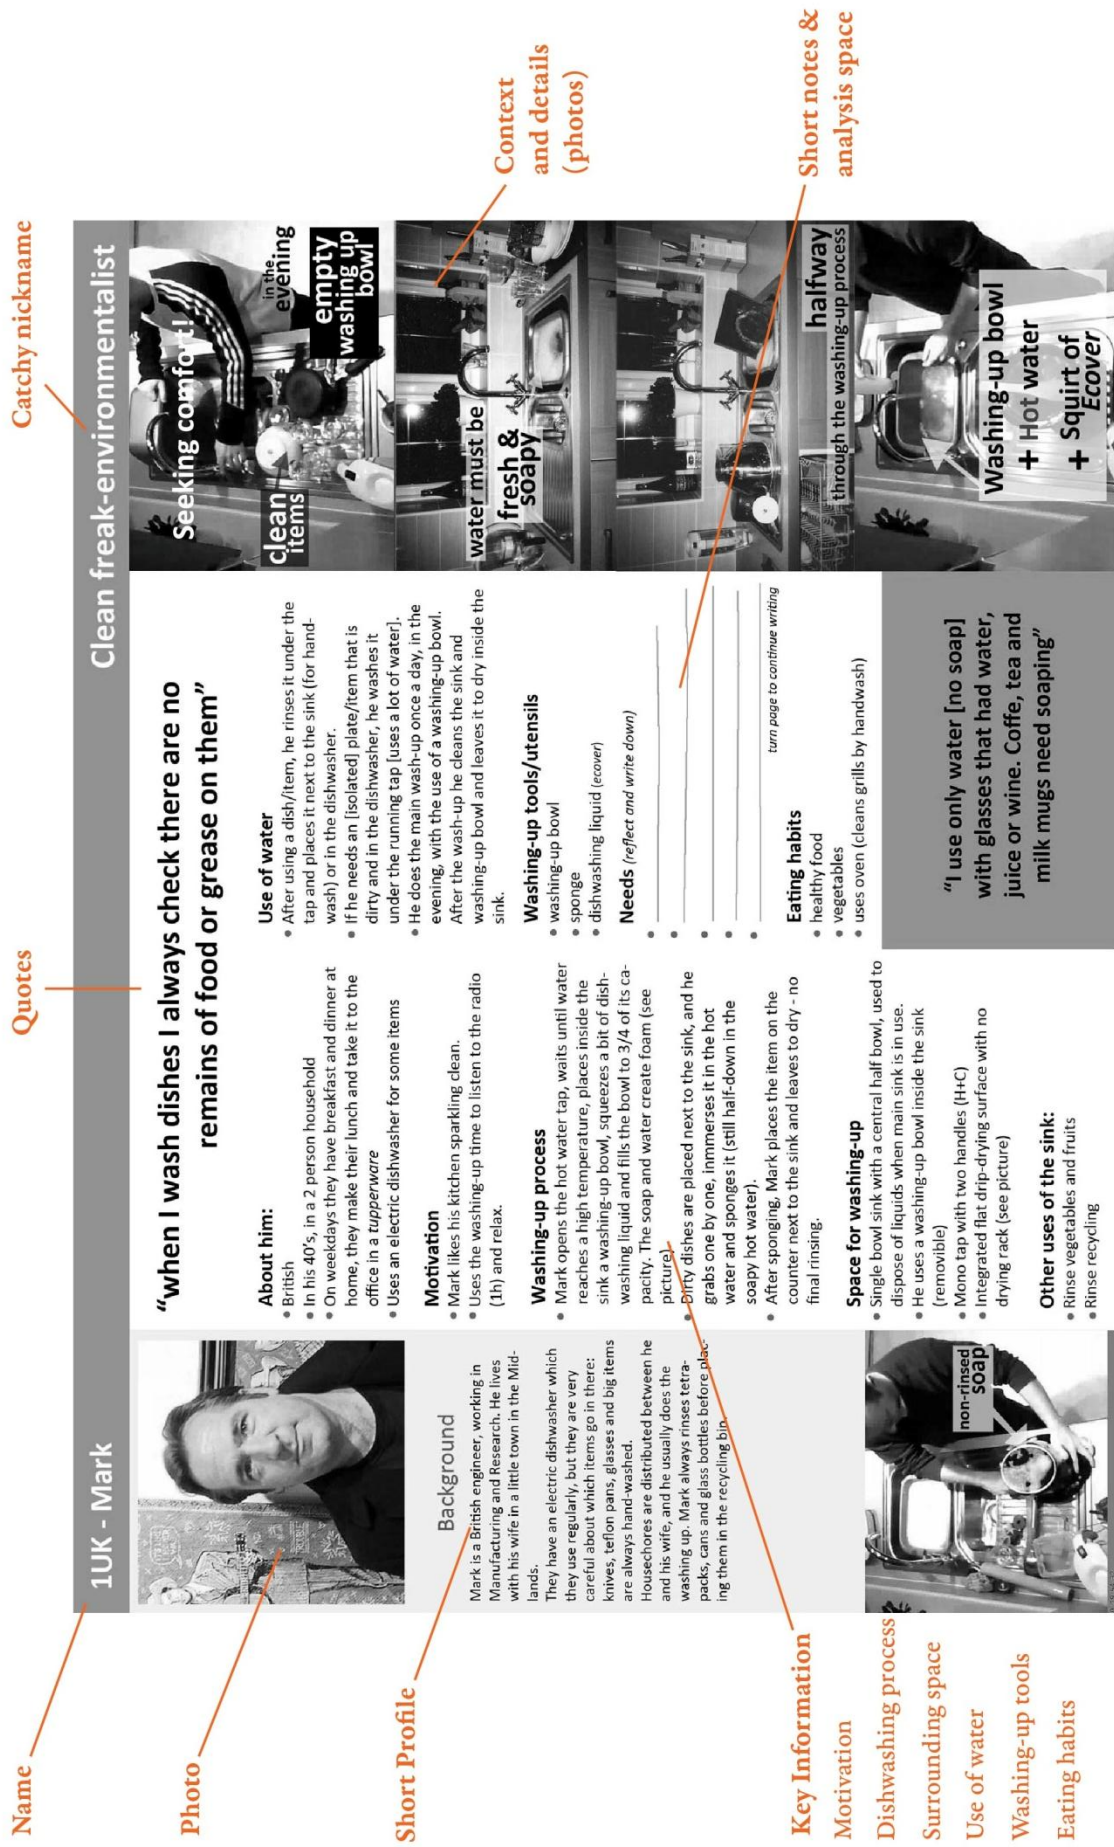 Name
Quotes
Catchy nickname
1UK - Mark
Clean freak-environmentalist
Photo
Short Profile
Background
Mark is a British engineer, working in
Manufacturing and Research. He lives
with his wife in a little town in the Mid-
lands.
They have an electric dishwasher which
they use regularly, but they are very
careful about which items go in there:
knives, teflon pans, glasses and big items
are always hand-washed.
Housechores are distributed between he
and his wife, and he usually does the
washing up. Mark always rinses tetra-
packs, cans and glass bottles before plac-
ing them in the recycling bin.
non-rinsed
soap
Key Information
Motivation
Dishwashing process
Surrounding space
Use of water
Washing-up tools
Eating habits
“when I wash dishes I always check there are no
remains of food or grease on them”
About him:
• British
• In his 40's, in a 2 person household
• On weekdays they have breakfast and dinner at
home, they make their lunch and take it to the
office in a tupperware
• Uses an electric dishwasher for some items
Motivation
• Mark likes his kitchen sparkling clean.
• Uses the washing-up time to listen to the radio
(1h) and relax.
Washing-up process
• Mark opens the hot water tap, waits until water
reaches a high temperature, places inside the
sink a washing-up bowl, squeezes a bit of dish-
washing liquid and fills the bowl to 3/4 of its ca-
pacity. The soap and water create foam (see
picture)
• Dirty dishes are placed next to the sink, and he
grabs one by one, inmmerses it in the hot
water and sponges it (still half-down in the
soapy hot water).
• After sponging, Mark places the item on the
counter next to the sink and leaves to dry - no
final rinsing.
Space for washing-up
• Single bowl sink with a central half bowl, used to
dispose of liquids when main sink is in use.
• He uses a washing-up bowl inside the sink
(removible)
• Mono tap with two handles (H+C)
• Integrated flat drip-drying surface with no
drying rack (see picture)
Other uses of the sink:
• Rinse vegetables and fruits
• Rinse recycling
Use of water
• After using a dish/item, he rinses it under the
tap and places it next to the sink (for hand-
wash) or in the dishwasher.
• If he needs an [isolated] plate/item that is
dirty and in the dishwasher, he washes it
under the running tap [uses a lot of water].
• He does the main wash-up once a day, in the
evening, with the use of a washing-up bowl.
After the wash-up he cleans the sink and
washing-up bowl and leaves it to dry inside the
sink.
Washing-up tools/utensils
• washing-up bowl
• sponge
• dishwashing liquid (ecover)
Needs (reflect and write down)
turn page to continue writing
Eating habits
• healthy food
• vegetables
• uses oven (cleans grills by handwash)
“I use only water [no soap]
with glasses that had water,
juice or wine. Coffe, tea and
milk mugs need soaping”
Seeking comfort!
clean
items
in the
evening
empty
washing up
bowl
water must be
fresh &
soapy
halfway
through the washing-up process
Washing-up bowl
+ Hot water
+ Squirt of
Ecover
Context
and details
(photos)
Short notes &
analysis space